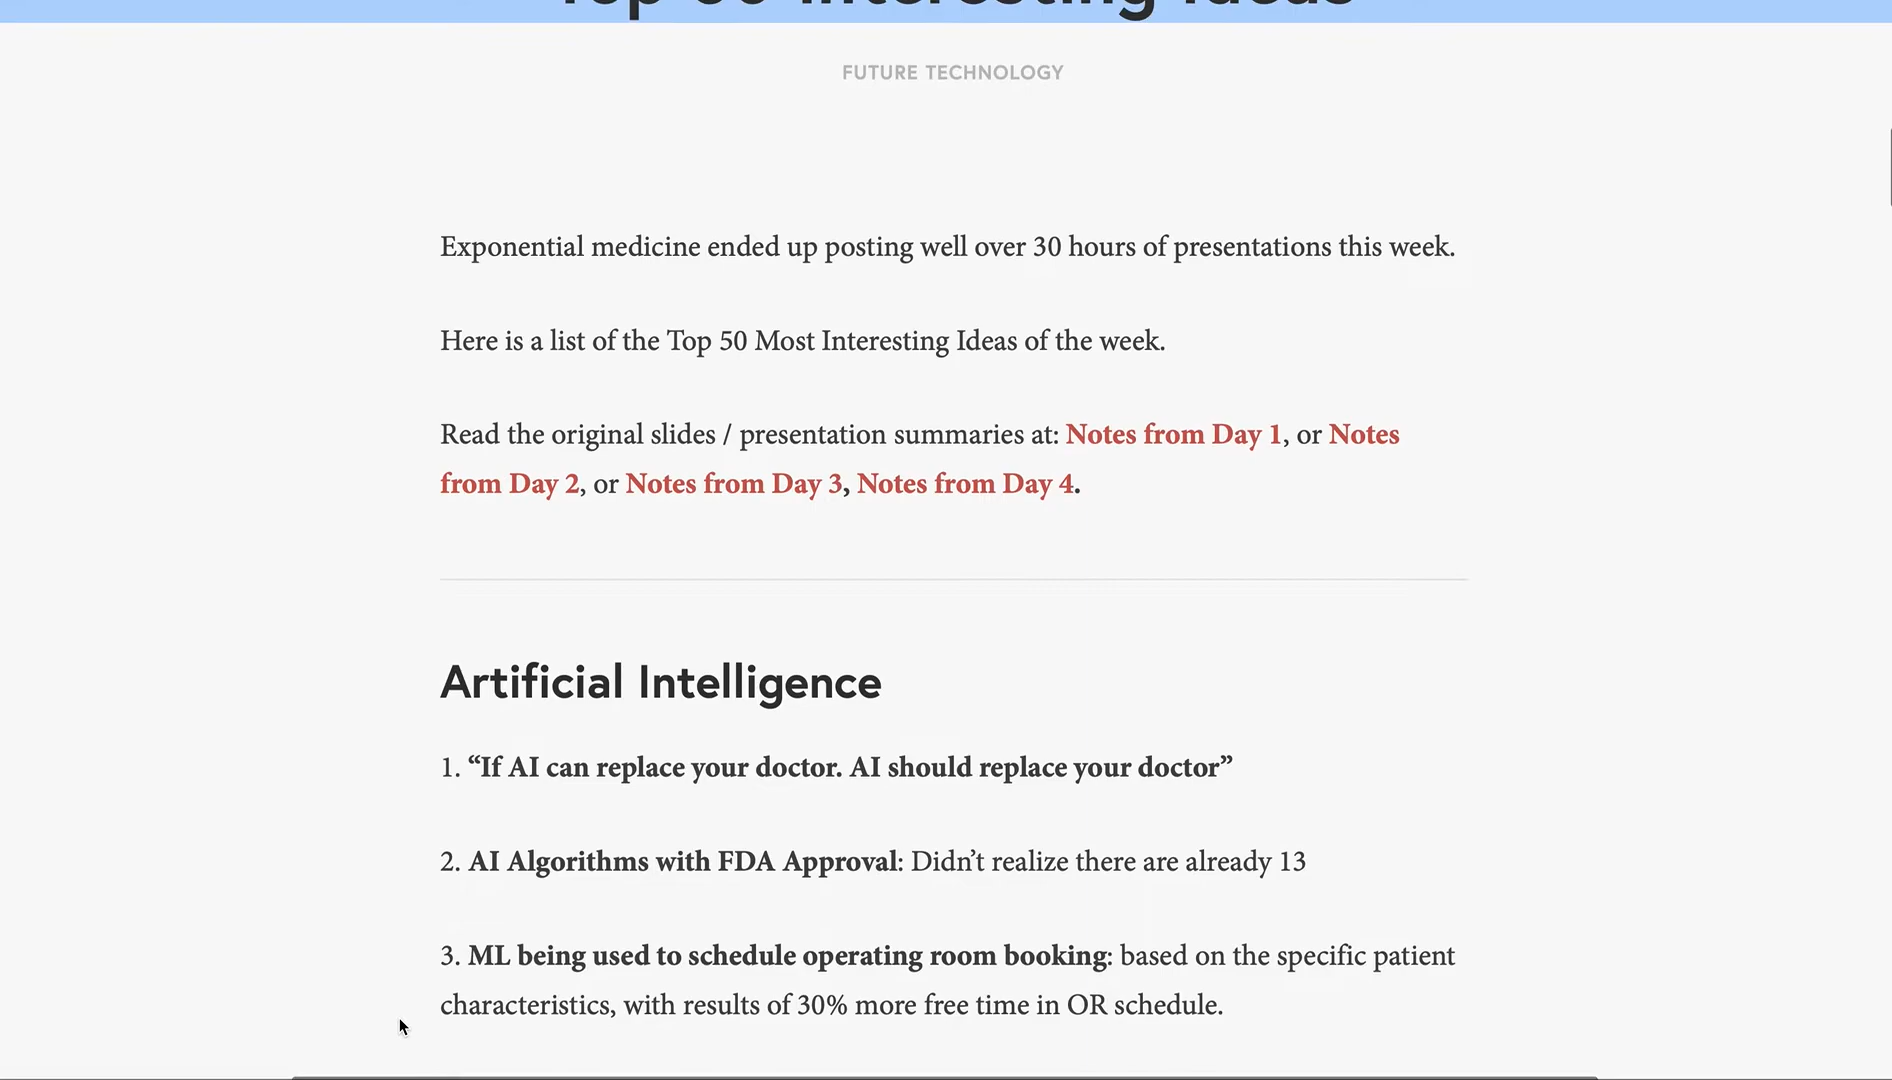 Top 50 Interesting Ideas
FUTURE TECHNOLOGY
Exponential medicine ended up posting well over 30 hours of presentations this week.
Here is a list of the Top 50 Most Interesting Ideas of the week.
Read the original slides / presentation summaries at: Notes from Day 1, or Notes
from Day 2, or Notes from Day 3, Notes from Day 4.
Artificial Intelligence
1. “If AI can replace your doctor. AI should replace your doctor”
2. AI Algorithms with FDA Approval: Didn’t realize there are already 13
3. ML being used to schedule operating room booking: based on the specific patient
characteristics, with results of 30% more free time in OR schedule.